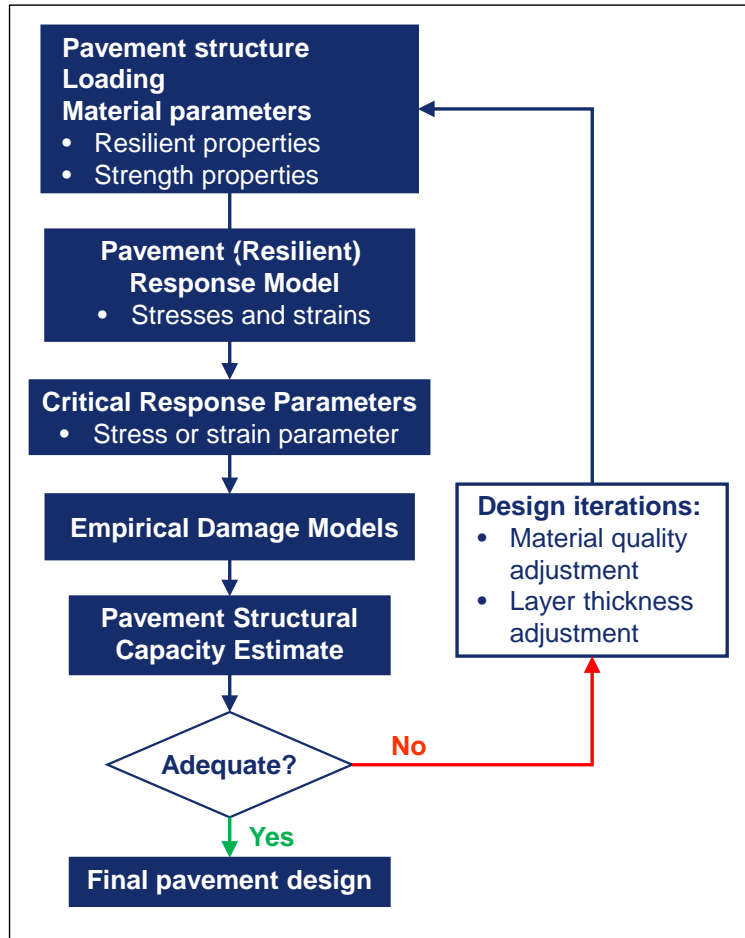 Pavement structure
Loading
Material parameters
• Resilient properties
• Strength properties
Pavement (Resilient)
Response Model
• Stresses and strains
Critical Response Parameters
• Stress or strain parameter
Empirical Damage Models
Pavement Structural
Capacity Estimate
Adequate?
No
Yes
Final pavement design
Design iterations:
• Material quality
adjustment
• Layer thickness
adjustment